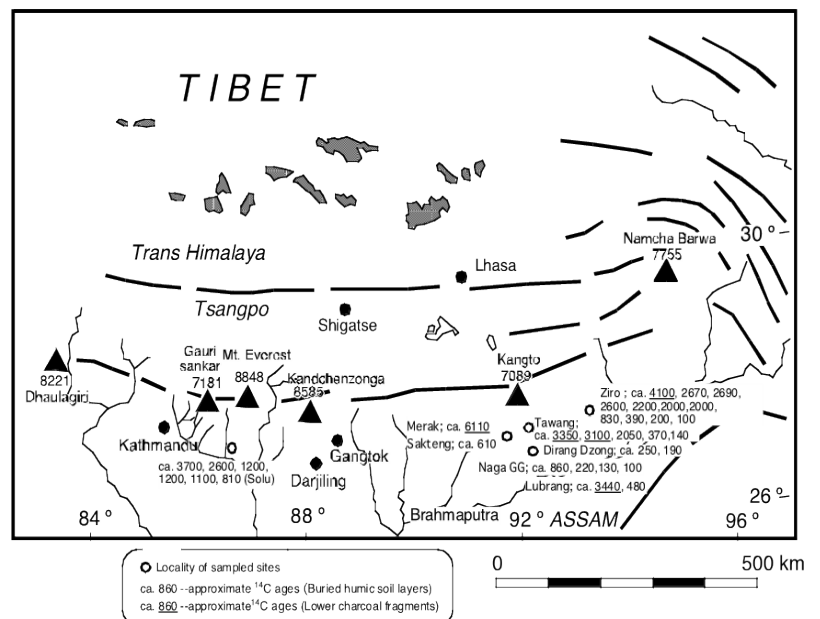 TIBET
30 º
Namcha Barwa
7755
Trans Himalaya
Lhasa
Tsangpo
Shigatse
Gauri
sankar
7181
Mt. Everest
8848
Kandchenzonga
8585
Kangto
7089
8221
Dhaulagiri
Ziro ; ca. 4100, 2670, 2690,
2600, 2200,2000,2000,
830, 390, 200, 100
Merak; ca. 6110
Sakteng; ca. 610
Tawang;
ca. 3350, 3100, 2050, 370,140
Dirang Dzong; ca. 250, 190
Naga GG; ca. 860, 220,130, 100
Lubrang; ca. 3440, 480
Kathmandu
ca. 3700, 2600, 1200,
1200, 1100, 810 (Solu)
Gangtok
Darjiling
Brahmaputra
ASSAM
26 º
84 º
88 º
92 º
96 º
Locality of sampled sites
ca. 860 --approximate ¹⁴C ages (Buried humic soil layers)
ca. 860 --approximate¹⁴C ages (Lower charcoal fragments)
0
500 km